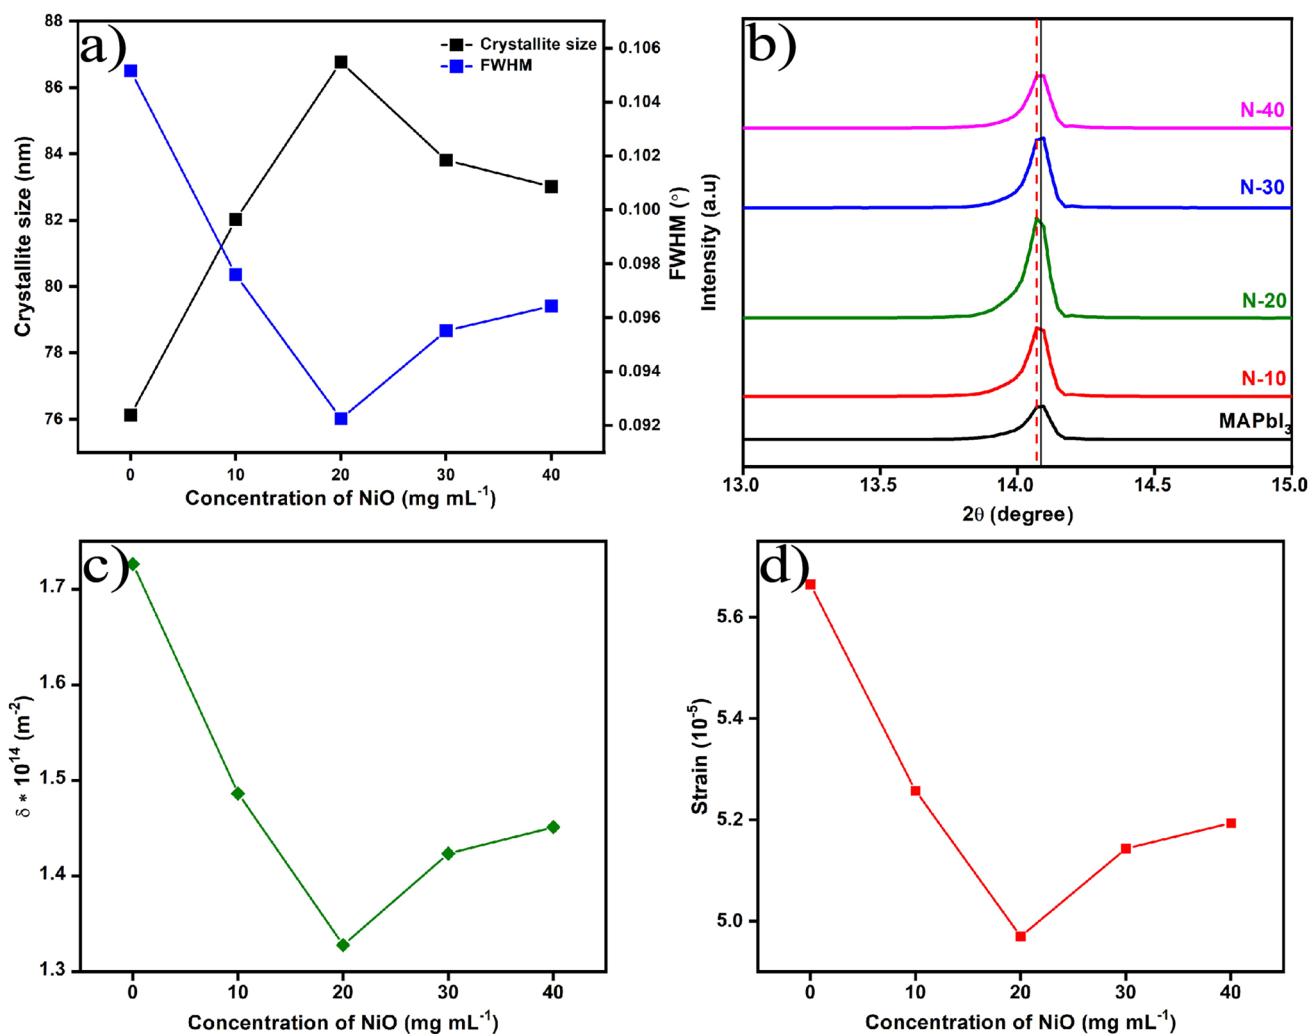 a)
Crystallite size
FWHM
88
86
84
82
80
78
76
Crystallite size (nm)
0.106
0.104
0.102
0.100
0.098
0.096
0.094
0.092
FWHM (°)
0
10
20
30
40
Concentration of NiO (mg mL⁻¹)
b)
N-40
N-30
N-20
N-10
MAPbI₃
Intensity (a.u)
13.0
13.5
14.0
14.5
15.0
2θ (degree)
c)
1.7
1.6
1.5
1.4
1.3
δ * 10¹⁴ (m⁻²)
0
10
20
30
40
Concentration of NiO (mg mL⁻¹)
d)
5.6
5.4
5.2
5.0
Strain (10⁻⁵)
0
10
20
30
40
Concentration of NiO (mg mL⁻¹)